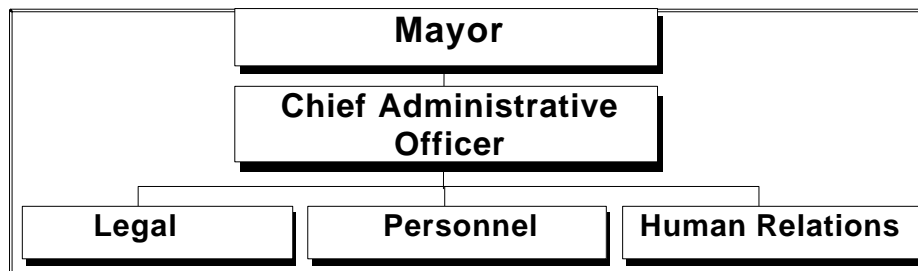 Mayor
Chief Administrative
Officer
Legal
Personnel
Human Relations